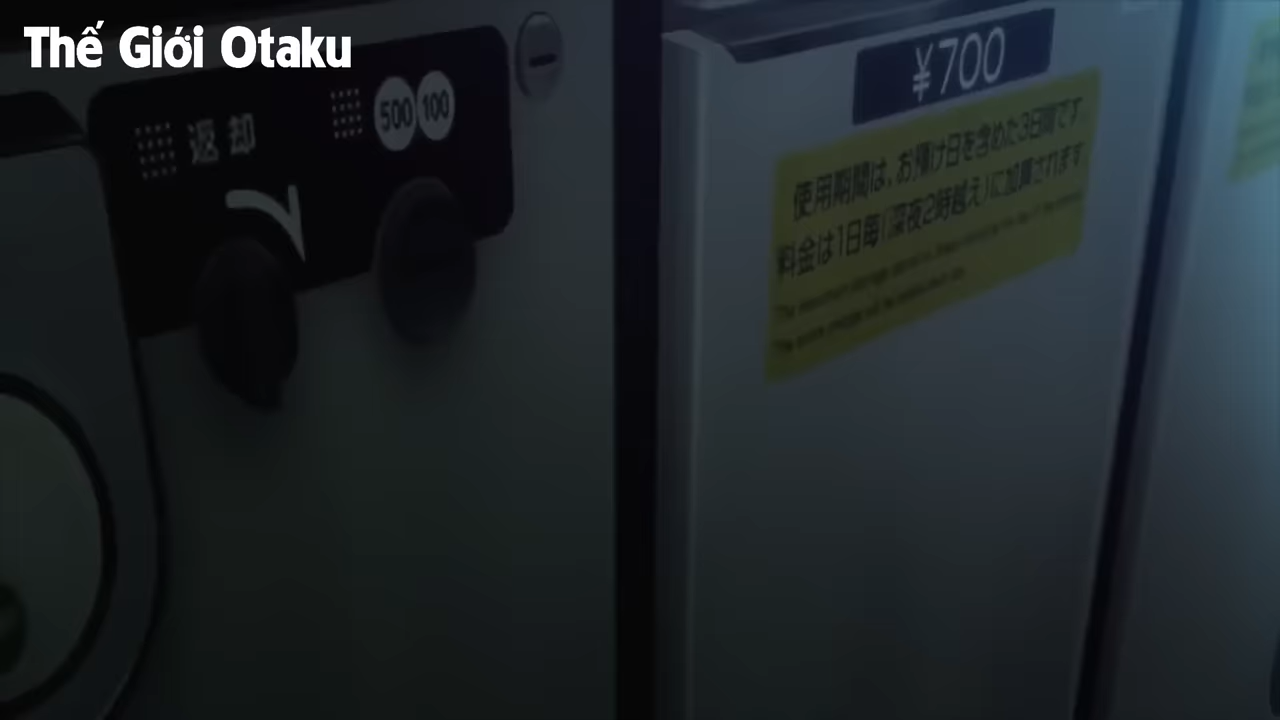 Thế Giới Otaku
返却
500 100
¥700
使用期間は、お預け日を含めた3日間です。
料金は1日毎(深夜2時越え)に加算されます